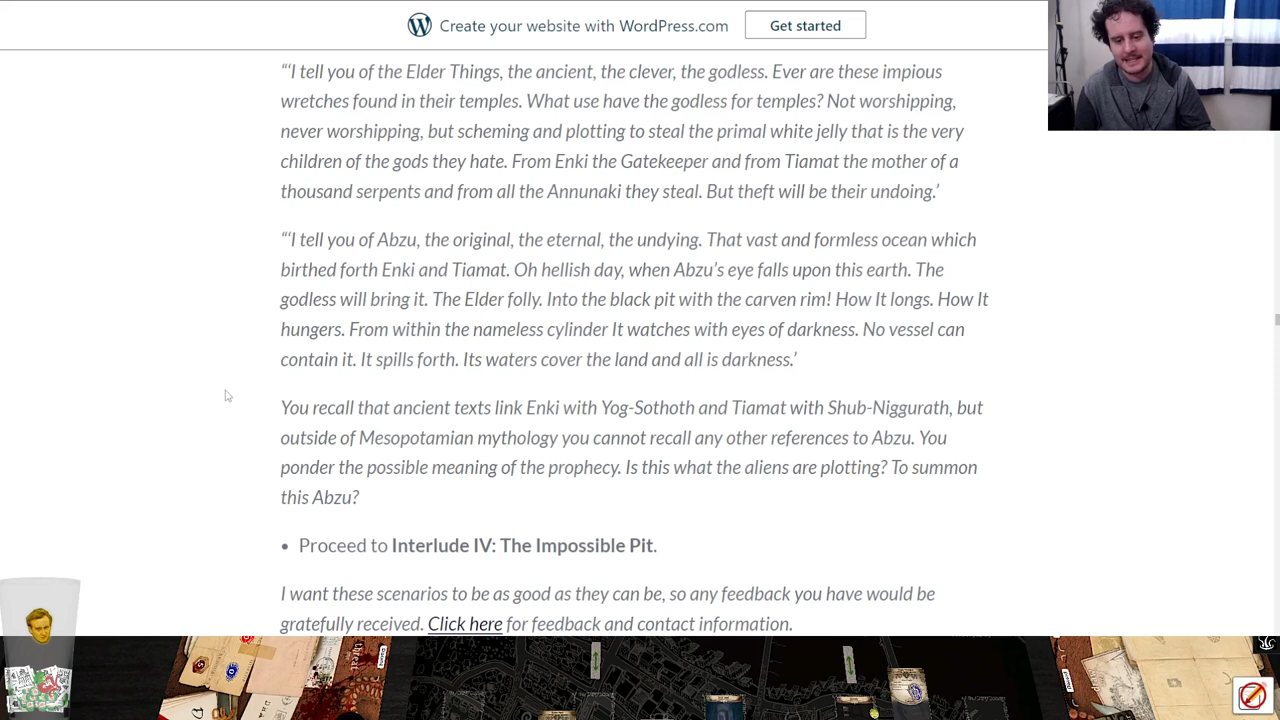 Create your website with WordPress.com
Get started
“‘I tell you of the Elder Things, the ancient, the clever, the godless. Ever are these impious
wretches found in their temples. What use have the godless for temples? Not worshipping,
never worshipping, but scheming and plotting to steal the primal white jelly that is the very
children of the gods they hate. From Enki the Gatekeeper and from Tiamat the mother of a
thousand serpents and from all the Annunaki they steal. But theft will be their undoing.’
“‘I tell you of Abzu, the original, the eternal, the undying. That vast and formless ocean which
birthed forth Enki and Tiamat. Oh hellish day, when Abzu’s eye falls upon this earth. The
godless will bring it. The Elder folly. Into the black pit with the carven rim! How It longs. How It
hungers. From within the nameless cylinder It watches with eyes of darkness. No vessel can
contain it. It spills forth. Its waters cover the land and all is darkness.’
You recall that ancient texts link Enki with Yog-Sothoth and Tiamat with Shub-Niggurath, but
outside of Mesopotamian mythology you cannot recall any other references to Abzu. You
ponder the possible meaning of the prophecy. Is this what the aliens are plotting? To summon
this Abzu?
• Proceed to Interlude IV: The Impossible Pit.
I want these scenarios to be as good as they can be, so any feedback you have would be
gratefully received. Click here for feedback and contact information.